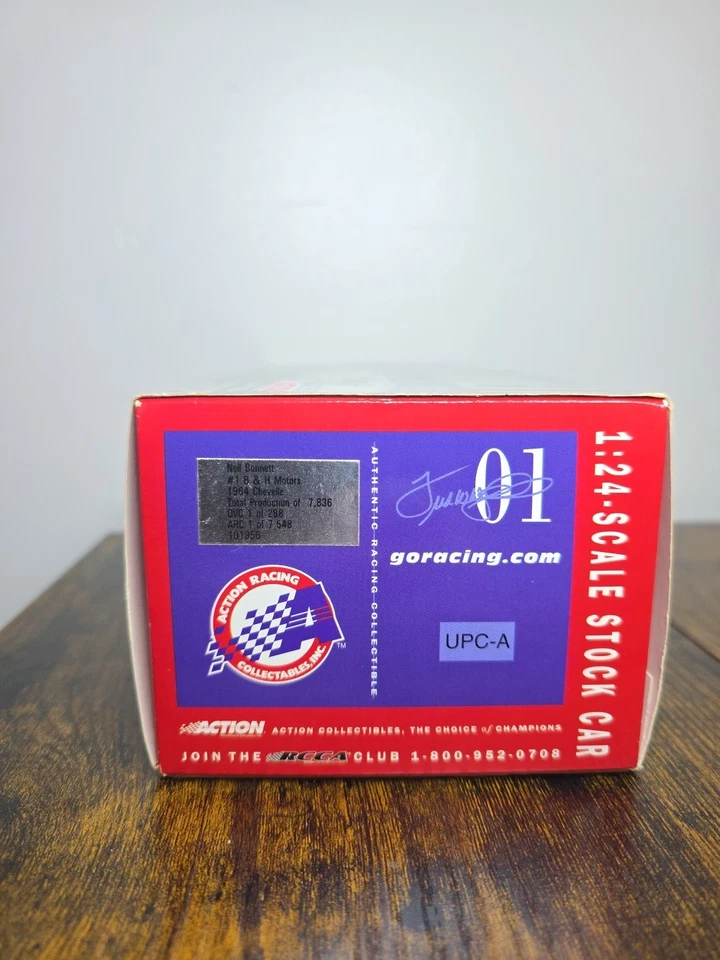 Neil Bonnett
#1 B & H Motors
1964 Chevelle
Total Production of 7,836
QVC 1 of 288
ARC 1 of 7,548
101956
ACTION RACING
COLLECTABLES, INC.
TM
AUTHENTIC RACING COLLECTIBLE
01
goracing.com
UPC-A
1:24-SCALE STOCK CAR
ACTION ACTION COLLECTIBLES, THE CHOICE of CHAMPIONS
JOIN THE RCCA CLUB 1-800-952-0708